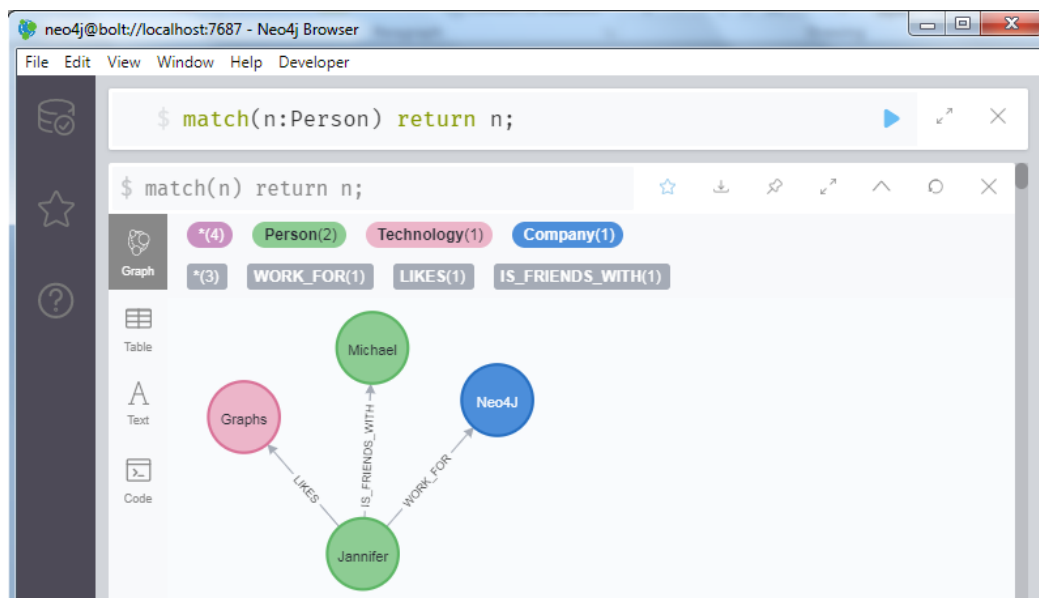 neo4j@bolt://localhost:7687 - Neo4j Browser
File Edit View Window Help Developer
$ match(n:Person) return n;
$ match(n) return n;
*(4) Person(2) Technology(1) Company(1)
Graph
*(3) WORK_FOR(1) LIKES(1) IS_FRIENDS_WITH(1)
Table
Michael
Neo4J
Graphs
Text
IS_FRIENDS_WITH
LIKES
WORK_FOR
Code
Jannifer